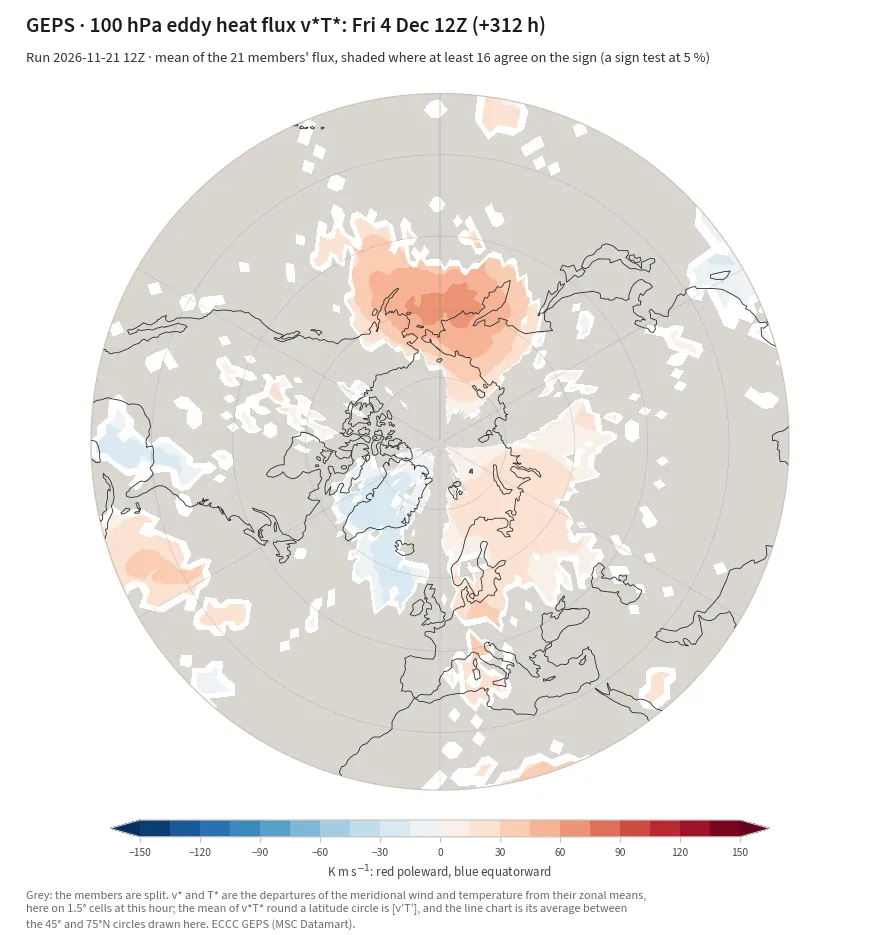 GEPS · 100 hPa eddy heat flux v*T*: Fri 4 Dec 12Z (+312 h)
Run 2026-11-21 12Z · mean of the 21 members' flux, shaded where at least 16 agree on the sign (a sign test at 5 %)
−150 −120 −90 −60 −30 0 30 60 90 120 150
K m s⁻¹: red poleward, blue equatorward
Grey: the members are split. v* and T* are the departures of the meridional wind and temperature from their zonal means,
here on 1.5° cells at this hour; the mean of v*T* round a latitude circle is [v′T′], and the line chart is its average between
the 45° and 75°N circles drawn here. ECCC GEPS (MSC Datamart).